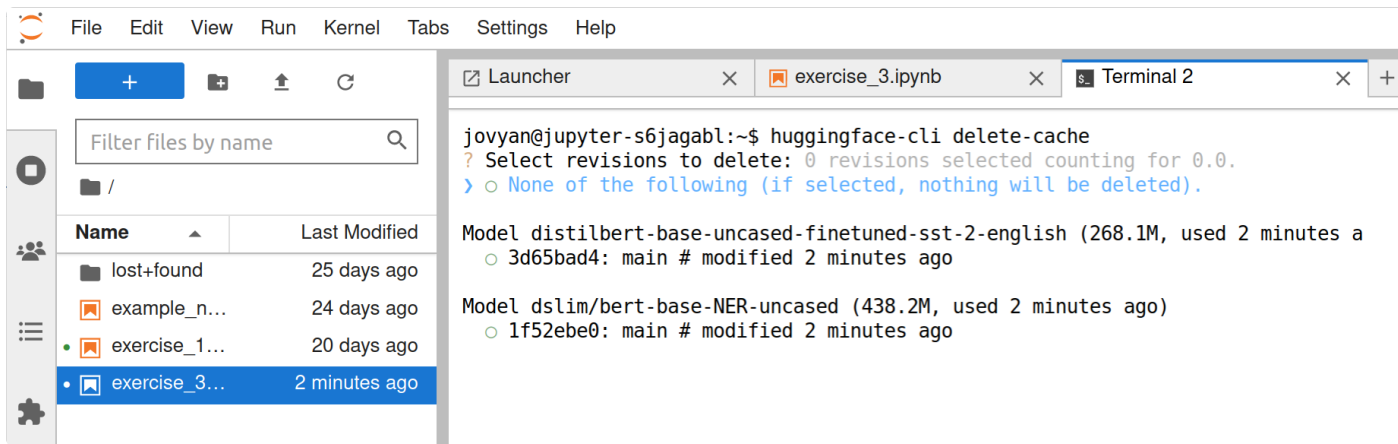 File Edit View Run Kernel Tabs Settings Help
+
Filter files by name
/
Name Last Modified
lost+found 25 days ago
example_n... 24 days ago
exercise_1... 20 days ago
exercise_3... 2 minutes ago
Launcher exercise_3.ipynb $_ Terminal 2 +
jovyan@jupyter-s6jagabl:~$ huggingface-cli delete-cache
? Select revisions to delete: 0 revisions selected counting for 0.0.
❯ ○ None of the following (if selected, nothing will be deleted).
Model distilbert-base-uncased-finetuned-sst-2-english (268.1M, used 2 minutes a
○ 3d65bad4: main # modified 2 minutes ago
Model dslim/bert-base-NER-uncased (438.2M, used 2 minutes ago)
○ 1f52ebe0: main # modified 2 minutes ago